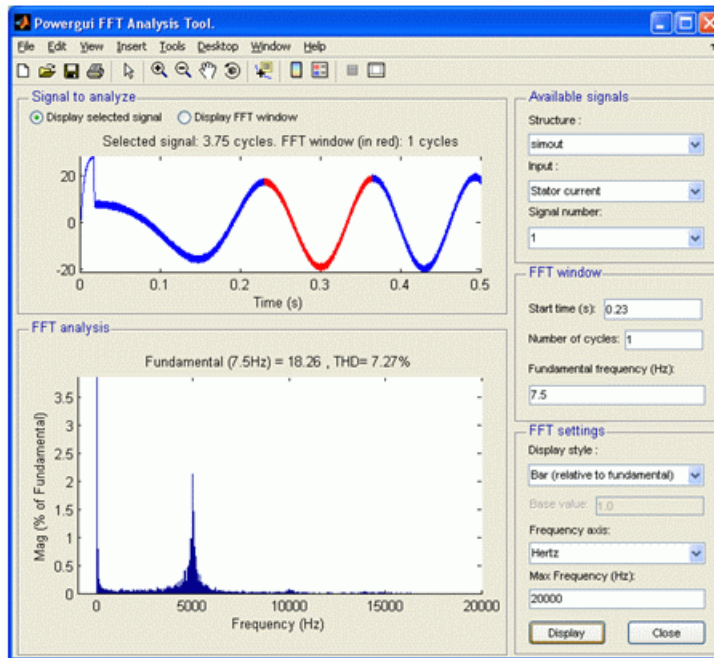 Powergui FFT Analysis Tool.
File Edit View Insert Tools Desktop Window Help
Signal to analyze
Display selected signal Display FFT window
Selected signal: 3.75 cycles. FFT window (in red): 1 cycles
20
0
-20
0 0.1 0.2 0.3 0.4 0.5
Time (s)
FFT analysis
Fundamental (7.5Hz) = 18.26 , THD= 7.27%
3.5
3
2.5
2
1.5
1
0.5
0
Mag (% of Fundamental)
0 5000 10000 15000 20000
Frequency (Hz)
Available signals
Structure :
simout
Input :
Stator current
Signal number:
1
FFT window
Start time (s): 0.23
Number of cycles: 1
Fundamental frequency (Hz):
7.5
FFT settings
Display style :
Bar (relative to fundamental)
Base value: 1.0
Frequency axis:
Hertz
Max Frequency (Hz):
20000
Display Close